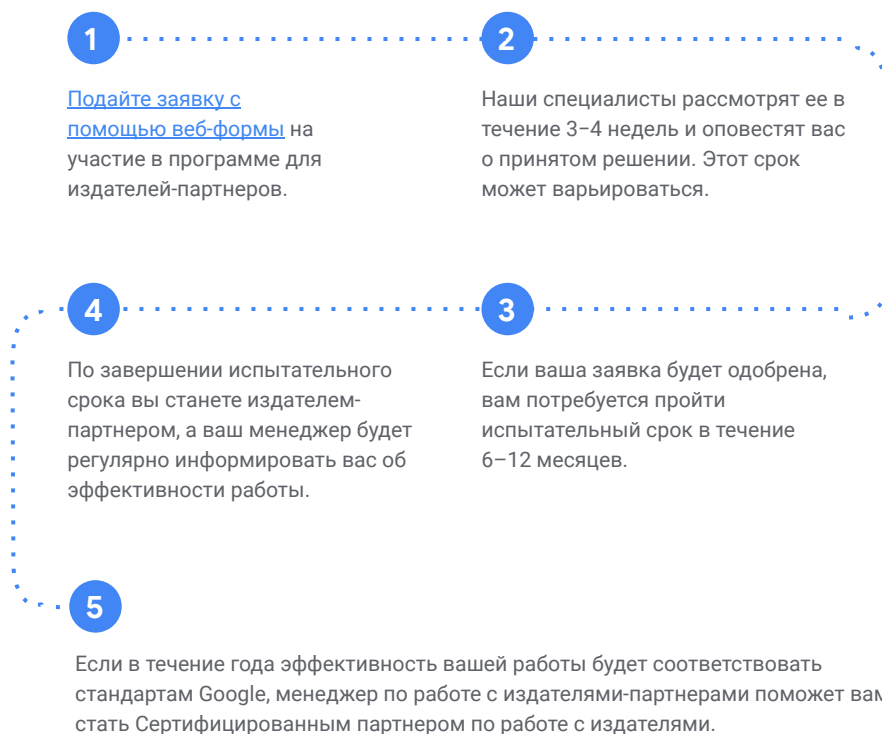 1
Подайте заявку с
помощью веб-формы на
участие в программе для
издателей-партнеров.
2
Наши специалисты рассмотрят ее в
течение 3–4 недель и оповестят вас
о принятом решении. Этот срок
может варьироваться.
3
Если ваша заявка будет одобрена,
вам потребуется пройти
испытательный срок в течение
6–12 месяцев.
4
По завершении испытательного
срока вы станете издателем-
партнером, а ваш менеджер будет
регулярно информировать вас об
эффективности работы.
5
Если в течение года эффективность вашей работы будет соответствовать
стандартам Google, менеджер по работе с издателями-партнерами поможет вам
стать Сертифицированным партнером по работе с издателями.